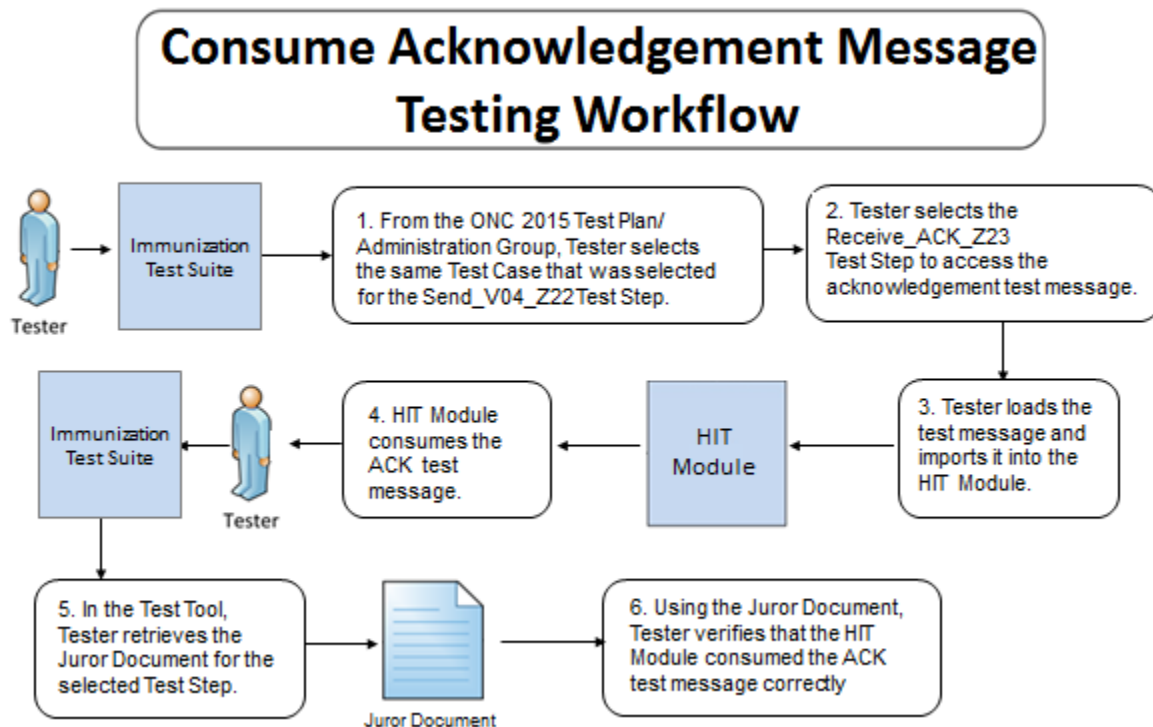 Consume Acknowledgement Message
Testing Workflow
Tester
Immunization
Test Suite
1. From the ONC 2015 Test Plan/
Administration Group, Tester selects
the same Test Case that was selected
for the Send_V04_Z22 Test Step.
2. Tester selects the
Receive_ACK_Z23
Test Step to access the
acknowledgement test message.
3. Tester loads the
test message and
imports it into the
HIT Module.
HIT
Module
4. HIT Module
consumes the
ACK test
message.
Tester
Immunization
Test Suite
5. In the Test Tool,
Tester retrieves the
Juror Document for the
selected Test Step.
Juror Document
6. Using the Juror Document,
Tester verifies that the HIT
Module consumed the ACK
test message correctly